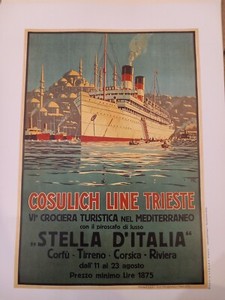 COSULICH LINE TRIESTE
VIª CROCIERA TURISTICA NEL MEDITERRANEO
con il piroscafo di lusso
„STELLA D'ITALIA"
Corfù - Tirreno - Corsica - Riviera
dall'11 al 23 agosto
Prezzo minimo Lire 1875